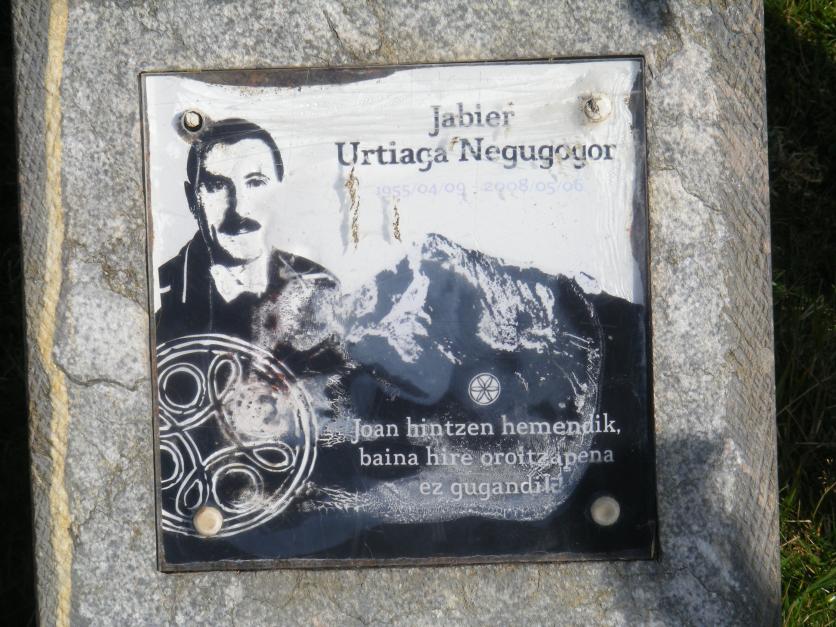 Jabier
Urtiaga Negugogor
1955/04/09 - 2008/05/06
Joan hintzen hemendik,
baina hire oroitzapena
ez gugandik!